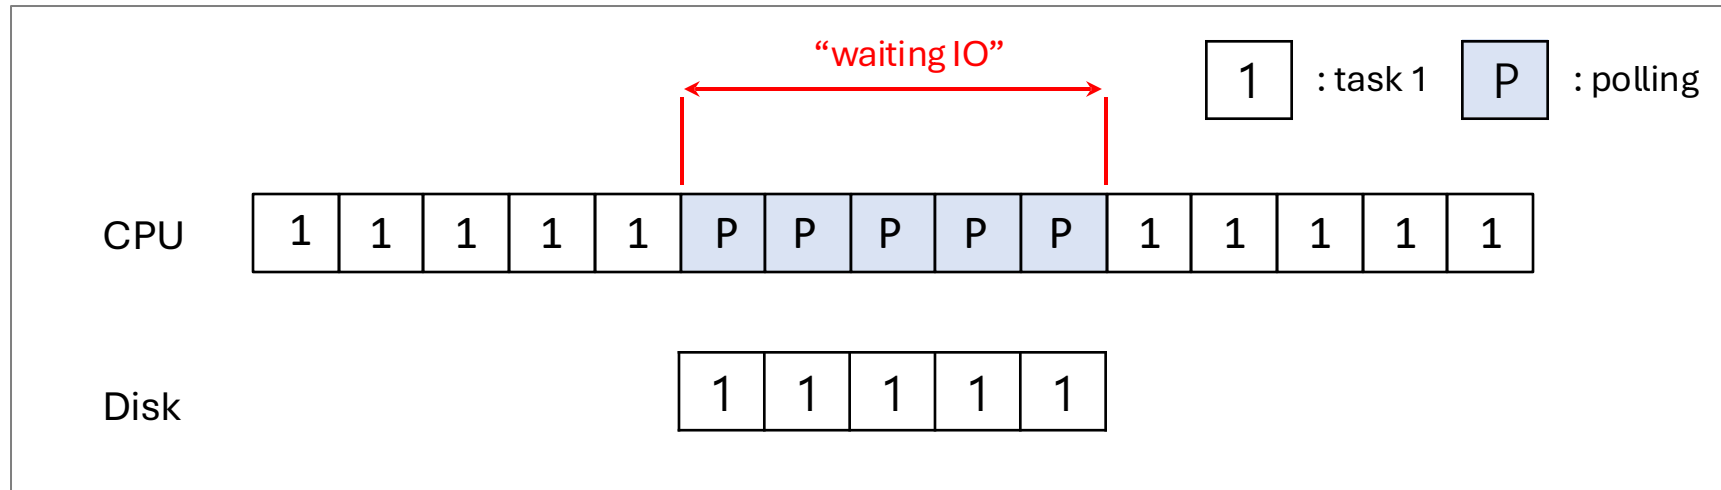 “waiting IO”
1 : task 1 P : polling
CPU 1 1 1 1 1 P P P P P 1 1 1 1 1
Disk 1 1 1 1 1